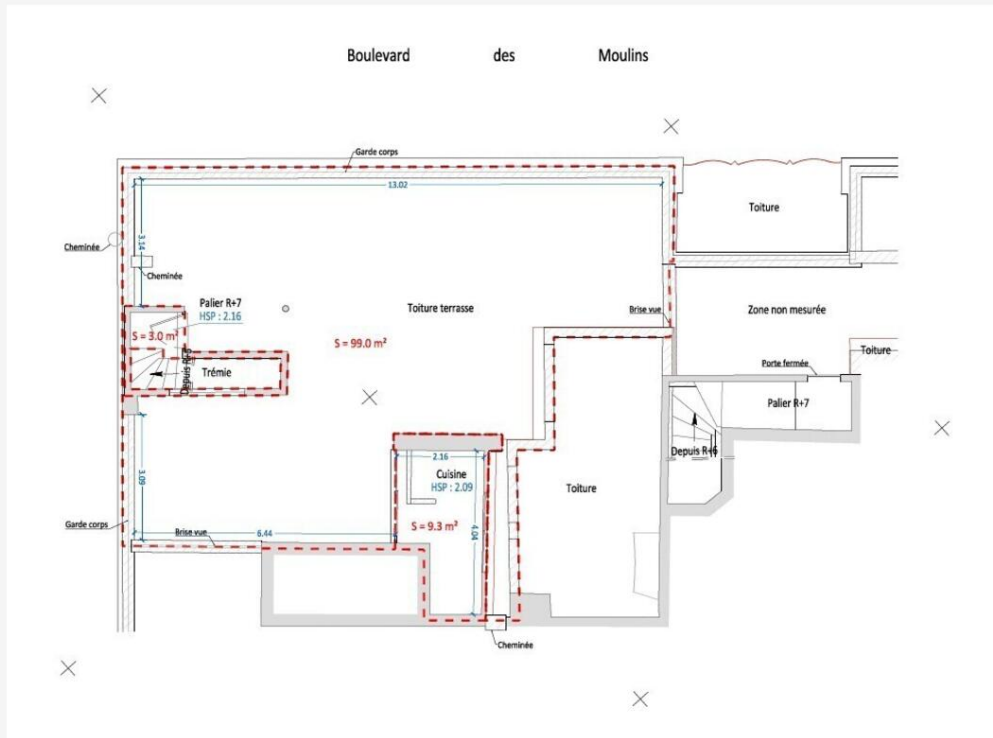 Boulevard des Moulins
Garde corps
13.02
Toiture
Cheminée
3.14
Cheminée
Palier R+7
HSP : 2.16
Toiture terrasse
Brise vue
Zone non mesurée
S = 3.0 m²
S = 99.0 m²
Toiture
Depuis R+6
Trémie
Porte fermée
Palier R+7
Depuis R+6
2.16
Cuisine
HSP : 2.09
3.09
Toiture
S = 9.3 m²
4.04
Garde corps
Brise vue
6.44
Cheminée